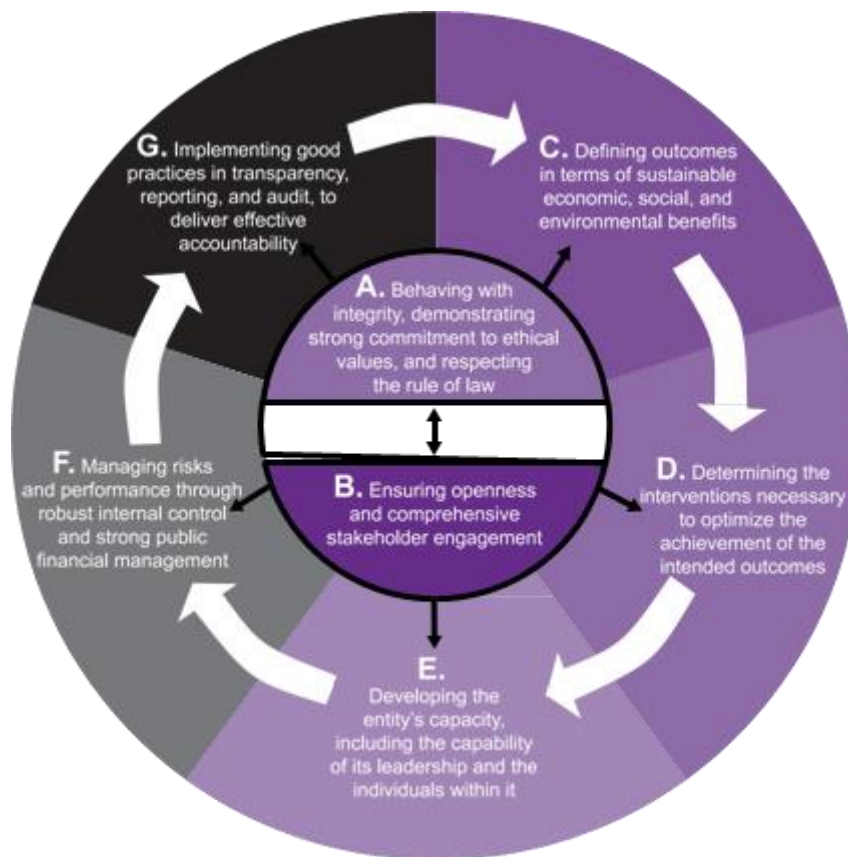 G. Implementing good
practices in transparency,
reporting, and audit, to
deliver effective
accountability
C. Defining outcomes
in terms of sustainable
economic, social, and
environmental benefits
A. Behaving with
integrity, demonstrating
strong commitment to ethical
values, and respecting
the rule of law
F. Managing risks
and performance through
robust internal control
and strong public
financial management
B. Ensuring openness
and comprehensive
stakeholder engagement
D. Determining the
interventions necessary
to optimize the
achievement of the
intended outcomes
E.
Developing the
entity's capacity,
including the capability
of its leadership and the
individuals within it